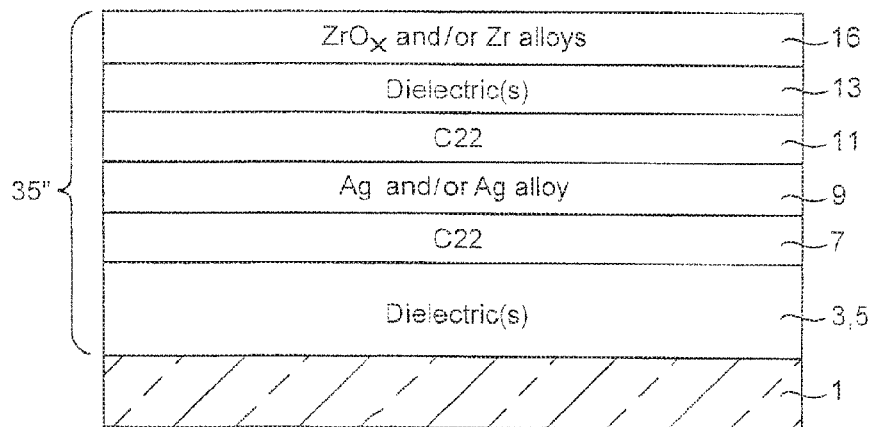 ZrOx and/or Zr alloys 16
Dielectric(s) 13
C22 11
35" Ag and/or Ag alloy 9
C22 7
Dielectric(s) 3,5
1